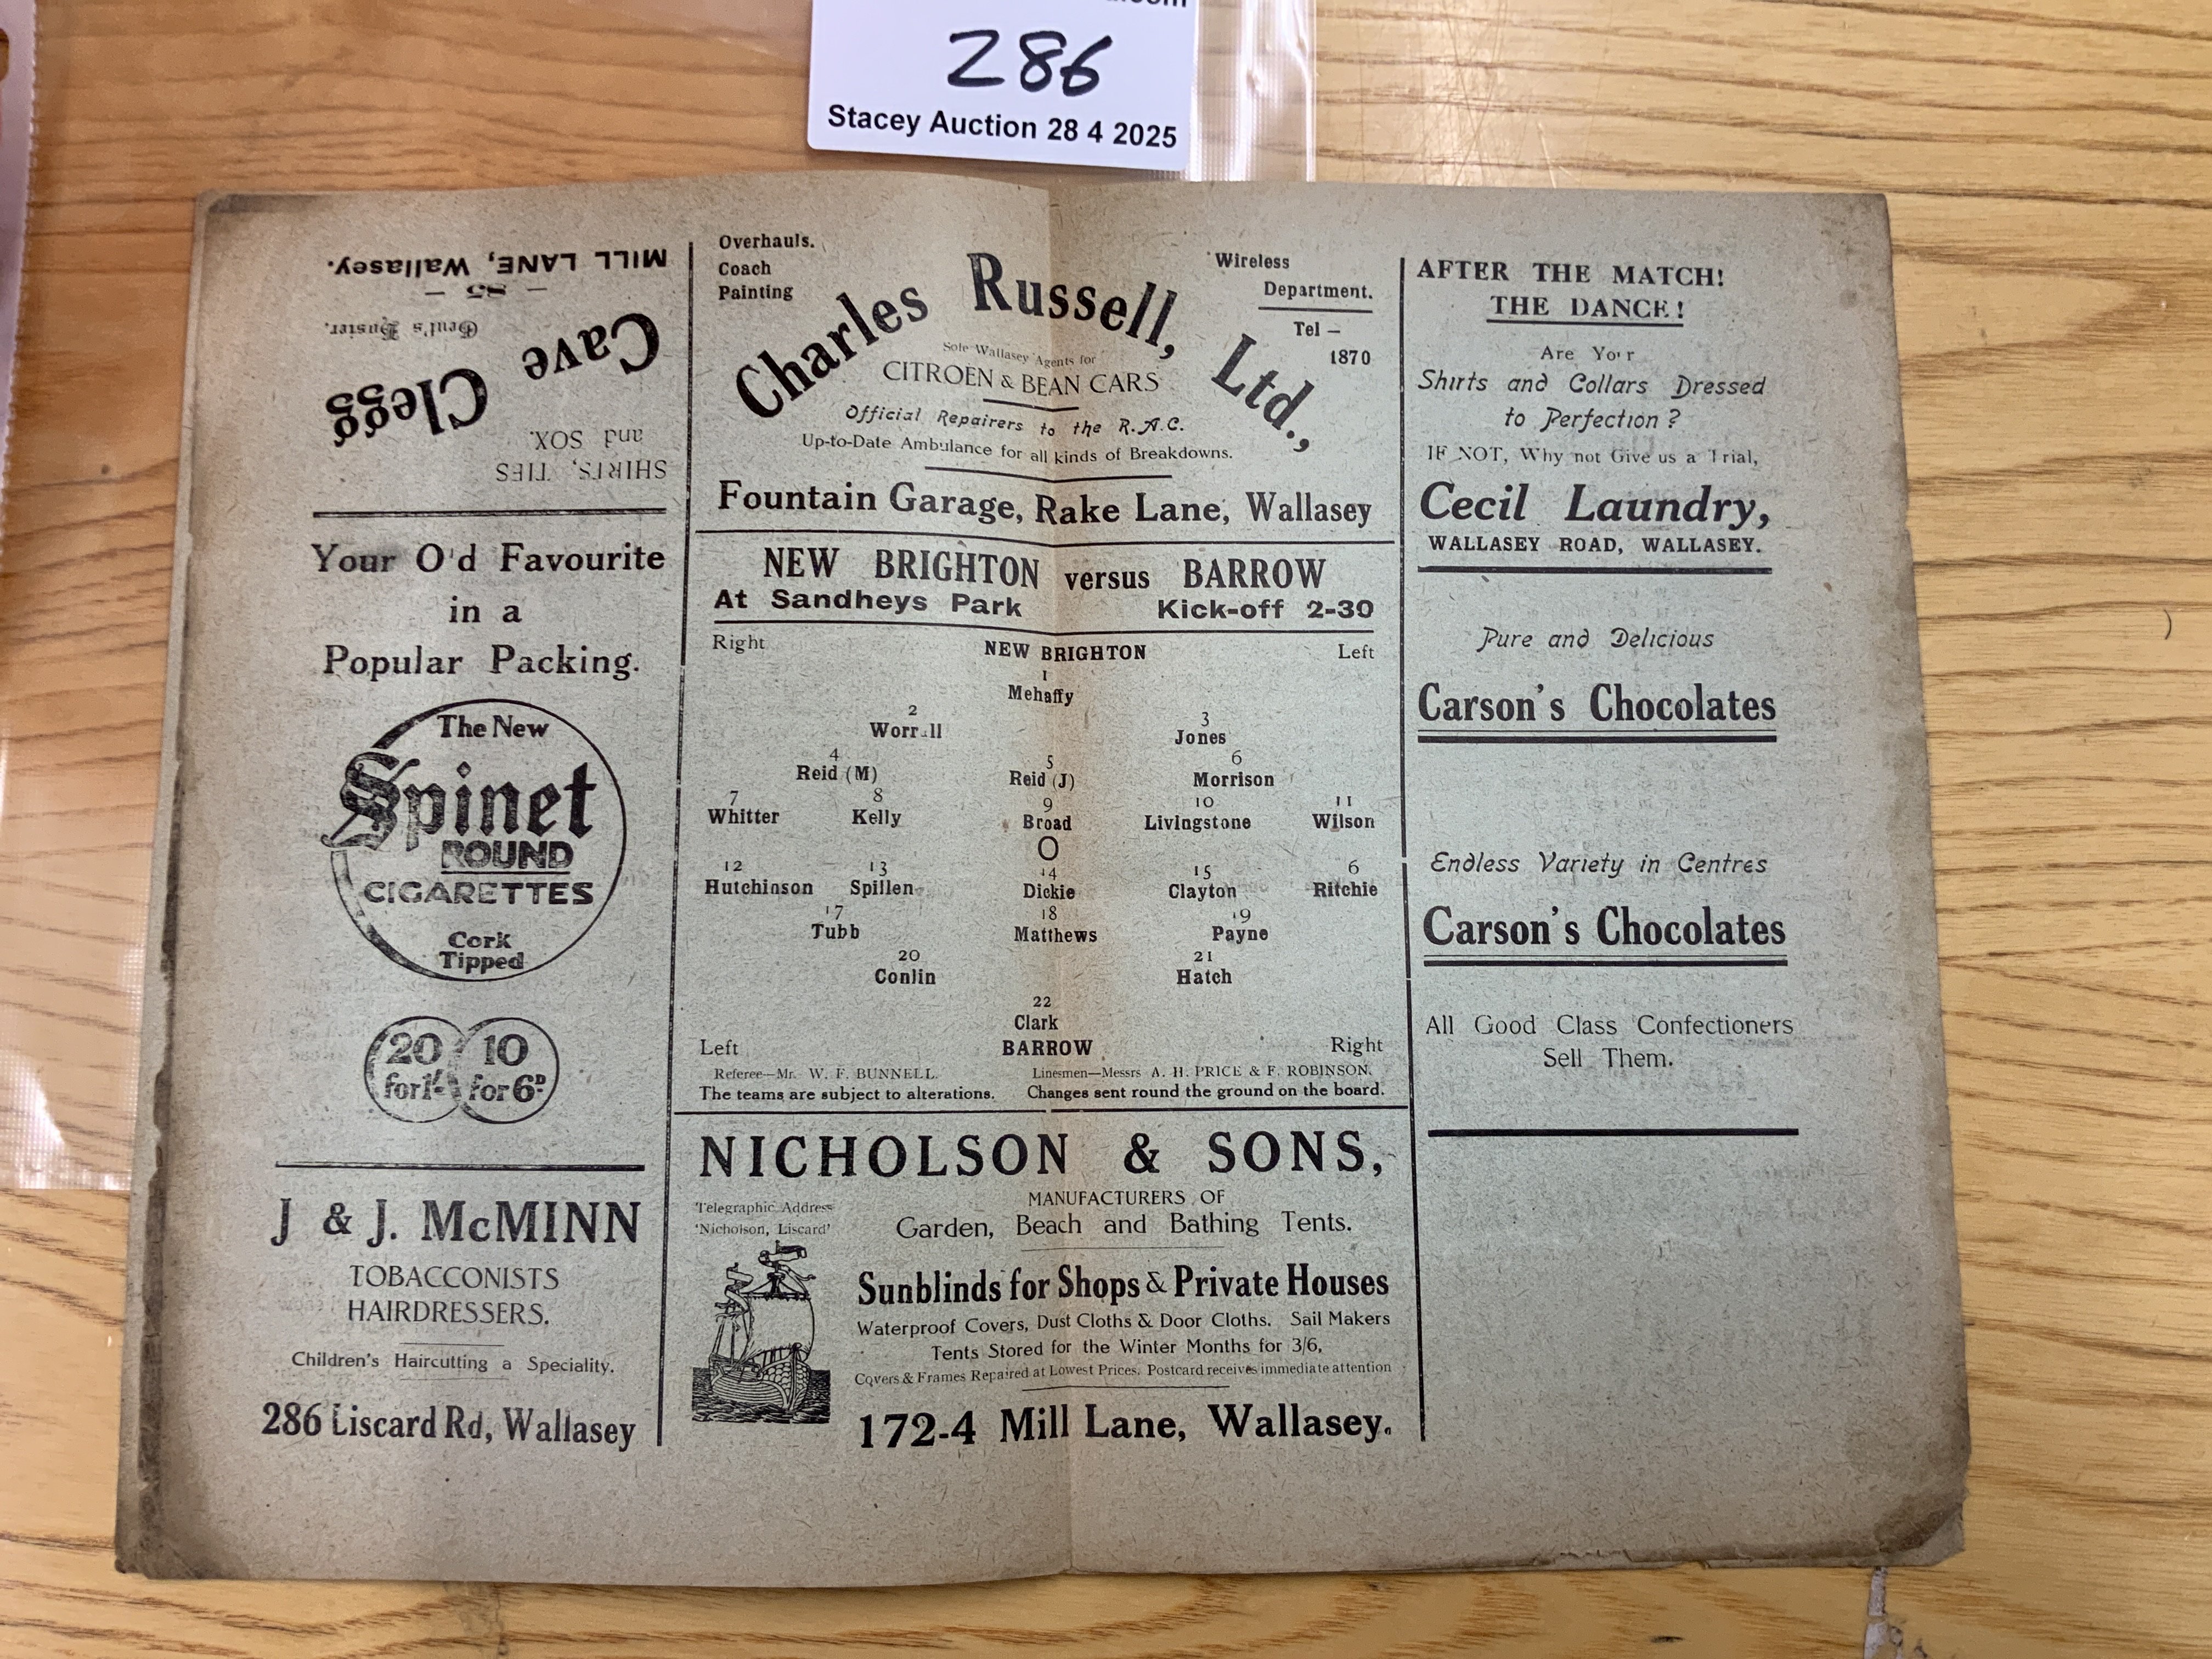 286
Stacey Auction 28 4 2025
SHIRTS, TIES
and SOX.
Cave Clegg
Gent's Hosier.
- 85 -
MILL LANE, Wallasey.
Your O'd Favourite
in a
Popular Packing.
The New
Spinet
ROUND
CIGARETTES
Cork
Tipped
20 for 1/-
10 for 6D.
J & J. McMINN
TOBACCONISTS
HAIRDRESSERS.
Children's Haircutting a Speciality.
286 Liscard Rd, Wallasey
Overhauls.
Coach
Painting
Charles Russell, Ltd.,
Wireless
Department.
Tel —
1870
Sole Wallasey Agents for
CITROEN & BEAN CARS
Official Repairers to the R.A.C.
Up-to-Date Ambulance for all kinds of Breakdowns.
Fountain Garage, Rake Lane, Wallasey
NEW BRIGHTON versus BARROW
At Sandheys Park Kick-off 2-30
Right NEW BRIGHTON Left
1
Mehaffy
2 3
Worrall Jones
4 5 6
Reid (M) Reid (J) Morrison
7 8 9 10 11
Whitter Kelly Broad Livingstone Wilson
O
12 13 14 15 6
Hutchinson Spillen Dickie Clayton Ritchie
17 18 19
Tubb Matthews Payne
20 21
Conlin Hatch
22
Clark
Left BARROW Right
Referee—Mr. W. F. BUNNELL. Linesmen—Messrs A. H. PRICE & F. ROBINSON.
The teams are subject to alterations. Changes sent round the ground on the board.
NICHOLSON & SONS,
Telegraphic Address
'Nicholson, Liscard'
MANUFACTURERS OF
Garden, Beach and Bathing Tents.
Sunblinds for Shops & Private Houses
Waterproof Covers, Dust Cloths & Door Cloths. Sail Makers
Tents Stored for the Winter Months for 3/6,
Covers & Frames Repaired at Lowest Prices. Postcard receives immediate attention
172-4 Mill Lane, Wallasey.
AFTER THE MATCH!
THE DANCE!
Are Your
Shirts and Collars Dressed
to Perfection?
IF NOT, Why not Give us a Trial,
Cecil Laundry,
WALLASEY ROAD, WALLASEY.
Pure and Delicious
Carson's Chocolates
Endless Variety in Centres
Carson's Chocolates
All Good Class Confectioners
Sell Them.